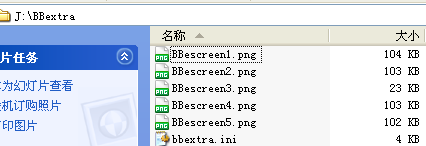 J:\BBextra
片任务
为幻灯片查看
机订购照片
印图片
名称 大小
BBescreen1.png 104 KB
BBescreen2.png 103 KB
BBescreen3.png 23 KB
BBescreen4.png 103 KB
BBescreen5.png 102 KB
bbextra.ini 4 KB